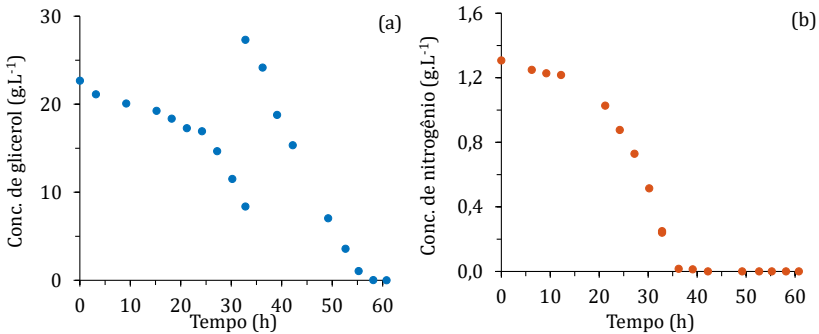 (a)
Conc. de glicerol (g.L-1)
30
20
10
0
0 10 20 30 40 50 60
Tempo (h)
(b)
Conc. de nitrogênio (g.L-1)
1,6
1,2
0,8
0,4
0,0
0 10 20 30 40 50 60
Tempo (h)